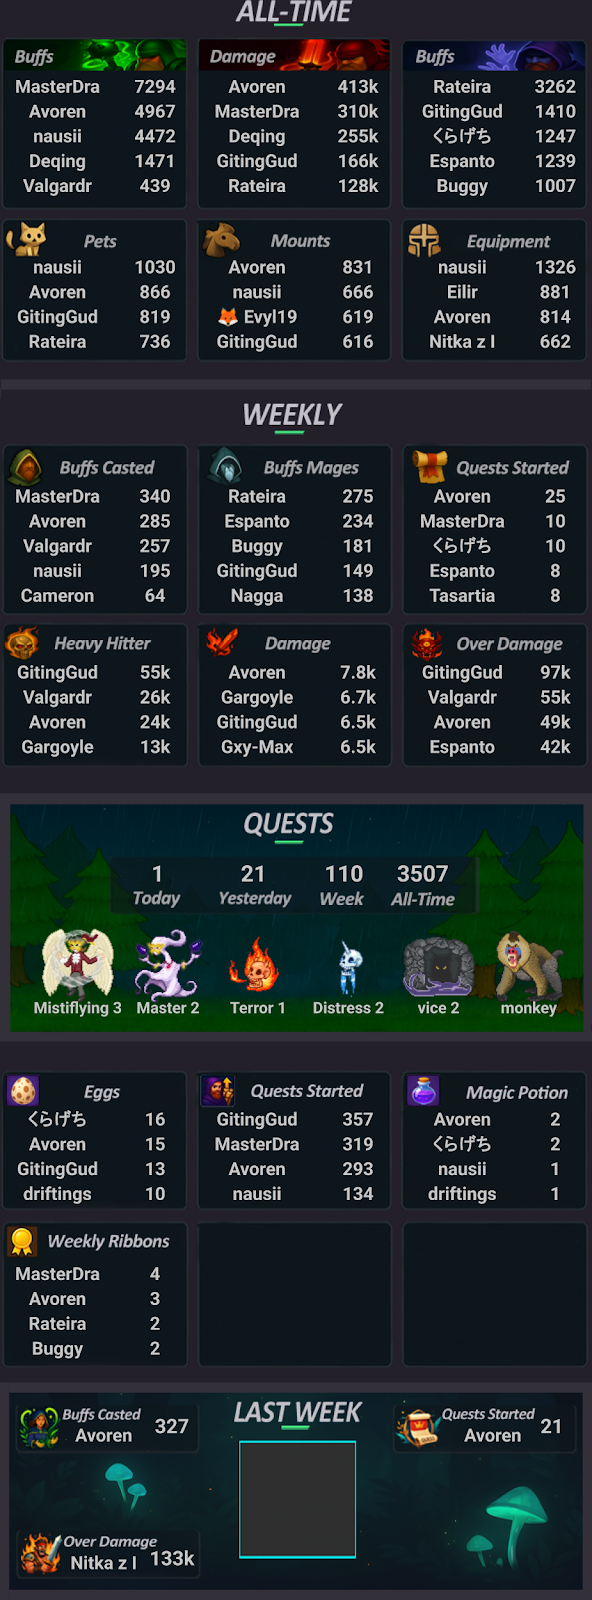 ALL-TIME
Buffs
MasterDra 7294
Avoren 4967
nausii 4472
Deqing 1471
Valgardr 439
Damage
Avoren 413k
MasterDra 310k
Deqing 255k
GitingGud 166k
Rateira 128k
Buffs
Rateira 3262
GitingGud 1410
くらげち 1247
Espanto 1239
Buggy 1007
Pets
nausii 1030
Avoren 866
GitingGud 819
Rateira 736
Mounts
Avoren 831
nausii 666
🦊 Evyl19 619
GitingGud 616
Equipment
nausii 1326
Eilir 881
Avoren 814
Nitka z l 662
WEEKLY
Buffs Casted
MasterDra 340
Avoren 285
Valgardr 257
nausii 195
Cameron 64
Buffs Mages
Rateira 275
Espanto 234
Buggy 181
GitingGud 149
Nagga 138
Quests Started
Avoren 25
MasterDra 10
くらげち 10
Espanto 8
Tasartia 8
Heavy Hitter
GitingGud 55k
Valgardr 26k
Avoren 24k
Gargoyle 13k
Damage
Avoren 7.8k
Gargoyle 6.7k
GitingGud 6.5k
Gxy-Max 6.5k
Over Damage
GitingGud 97k
Valgardr 55k
Avoren 49k
Espanto 42k
QUESTS
1 21 110 3507
Today Yesterday Week All-Time
Mistiflying 3 Master 2 Terror 1 Distress 2 vice 2 monkey
Eggs
くらげち 16
Avoren 15
GitingGud 13
driftings 10
Quests Started
GitingGud 357
MasterDra 319
Avoren 293
nausii 134
Magic Potion
Avoren 2
くらげち 2
nausii 1
driftings 1
Weekly Ribbons
MasterDra 4
Avoren 3
Rateira 2
Buggy 2
LAST WEEK
Buffs Casted
Avoren 327
Quests Started
Avoren 21
Over Damage
Nitka z l 133k